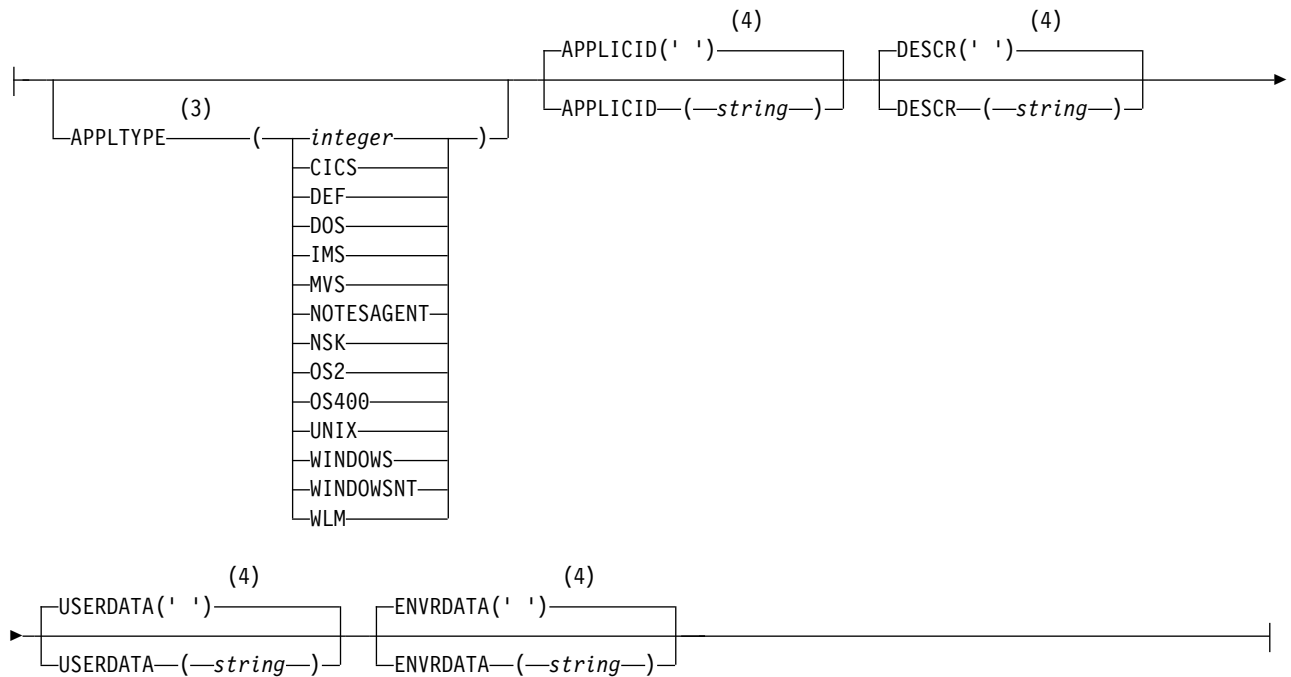 (4) (4)
APPLICID(' ') DESCR(' ')
(3) APPLICID ( string ) DESCR ( string )
APPLTYPE ( integer )
CICS
DEF
DOS
IMS
MVS
NOTESAGENT
NSK
OS2
OS400
UNIX
WINDOWS
WINDOWSNT
WLM
(4) (4)
USERDATA(' ') ENVRDATA(' ')
USERDATA ( string ) ENVRDATA ( string )